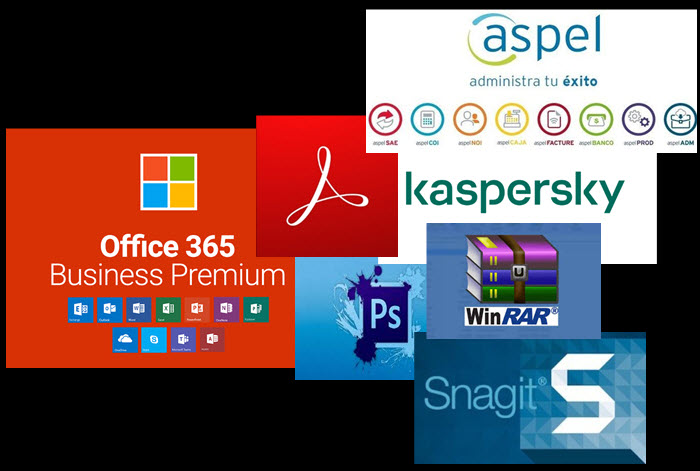 aspel
administra tu éxito
aspel SAE
aspel COI
aspel NOI
aspel CAJA
aspel FACTURE
aspel BANCO
aspel PROD
aspel ADM
kaspersky
Office 365
Business Premium
Ps
WinRAR®
Snagit®
S